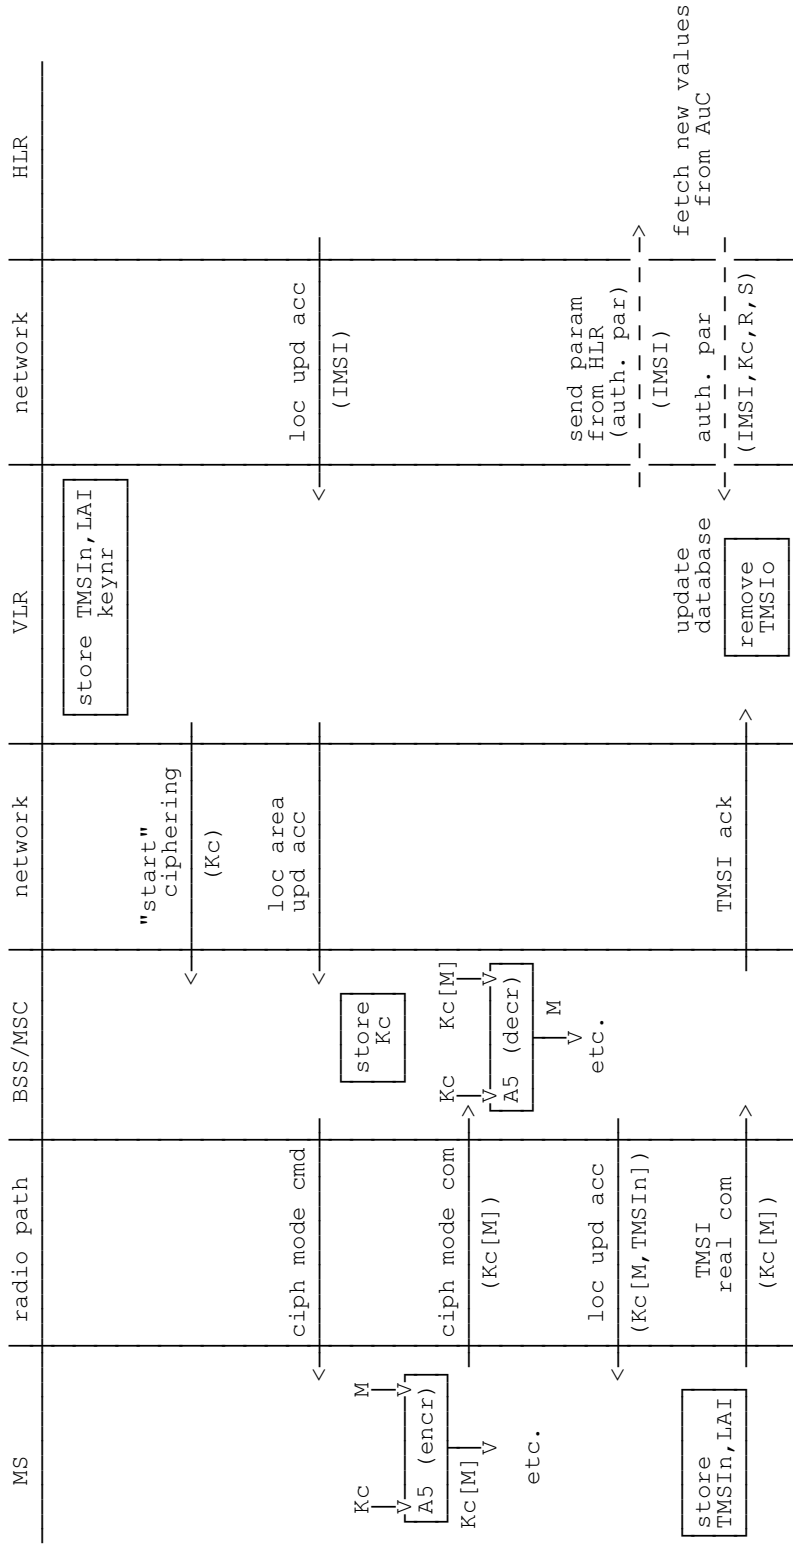 MS
radio path
BSS/MSC
network
VLR
network
HLR
store TMSIn,LAI
keynr
"start"
ciphering
(Kc)
ciph mode cmd
loc area
upd acc
loc upd acc
(IMSI)
store
Kc
Kc
M
A5 (encr)
Kc[M]
etc.
ciph mode com
(Kc[M])
Kc
Kc[M]
A5 (decr)
M
etc.
loc upd acc
(Kc[M,TMSIn])
send param
from HLR
(auth. par)
(IMSI)
fetch new values
from AuC
store
TMSIn,LAI
TMSI
real com
(Kc[M])
TMSI ack
update
database
remove
TMSIo
auth. par
(IMSI,Kc,R,S)